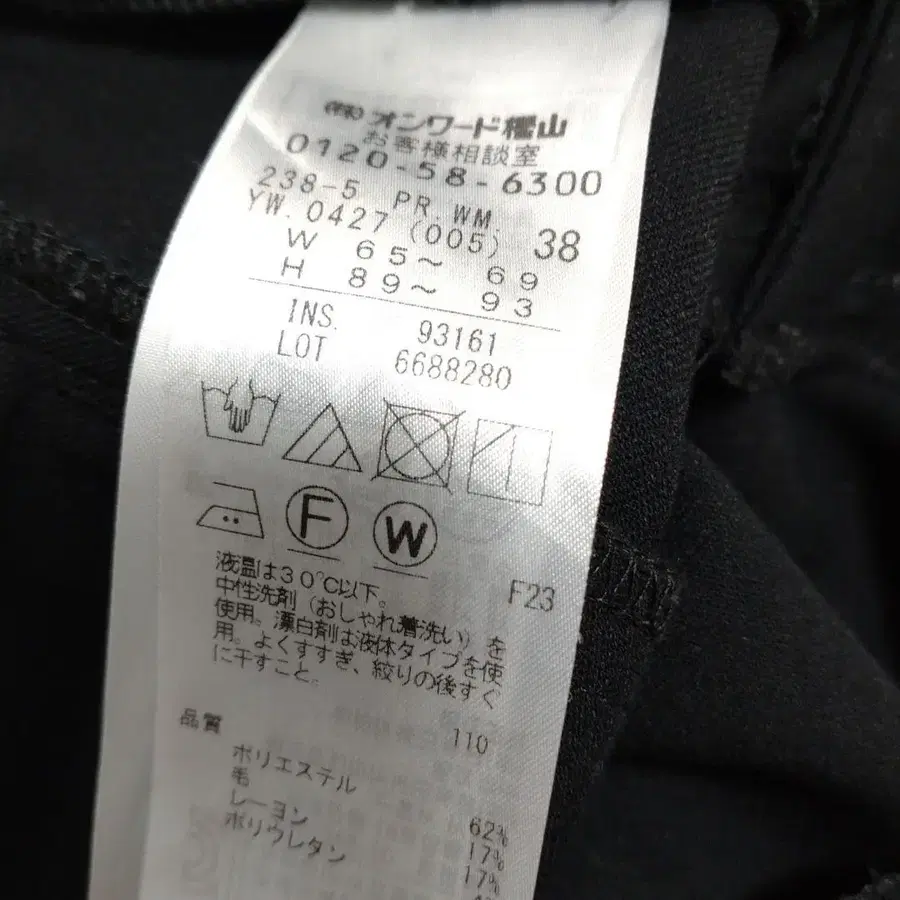 (株)オンワード樫山
お客様相談室
0120-58-6300
238-5 PR.WM.
YW.0427 (005) 38
W 65～ 69
H 89～ 93
INS. 93161
LOT 6688280
F W
F23
液温は30℃以下。
中性洗剤（おしゃれ着洗い）を
使用。漂白剤は液体タイプを使
用。よくすすぎ、絞りの後すぐ
に干すこと。
品質 110
ポリエステル 62%
毛 17%
レーヨン 17%
ポリウレタン